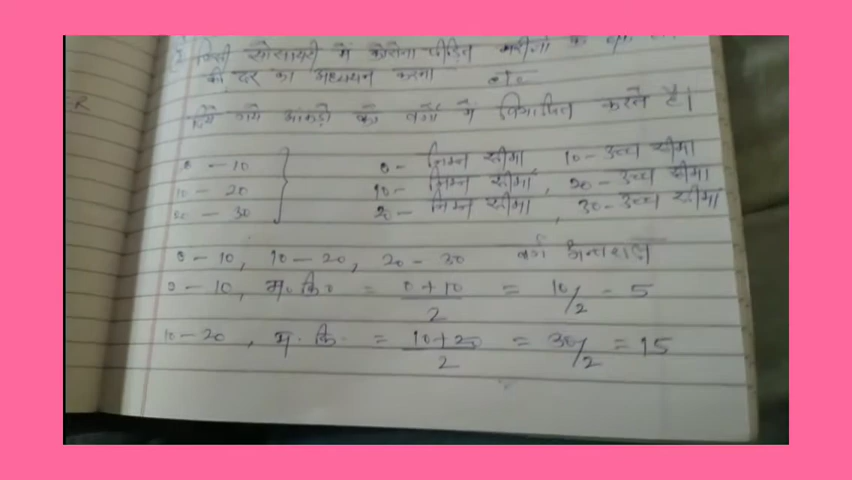 किसी सोसायटी में कोरोना पीड़ित मरीजों के
की दर का अध्ययन करना etc
दिये गये आंकड़ो को वर्गों में विभाजित करते है।
0 - 10 0 - निम्न सीमा, 10 - उच्च सीमा
10 - 20 10 - निम्न सीमा, 20 - उच्च सीमा
20 - 30 20 - निम्न सीमा, 30 - उच्च सीमा
0 - 10, 10 - 20, 20 - 30 वर्ग अन्तराल
0 - 10, म. बि. = 0+10/2 = 10/2 = 5
10 - 20, म. बि. = 10+20/2 = 30/2 = 15